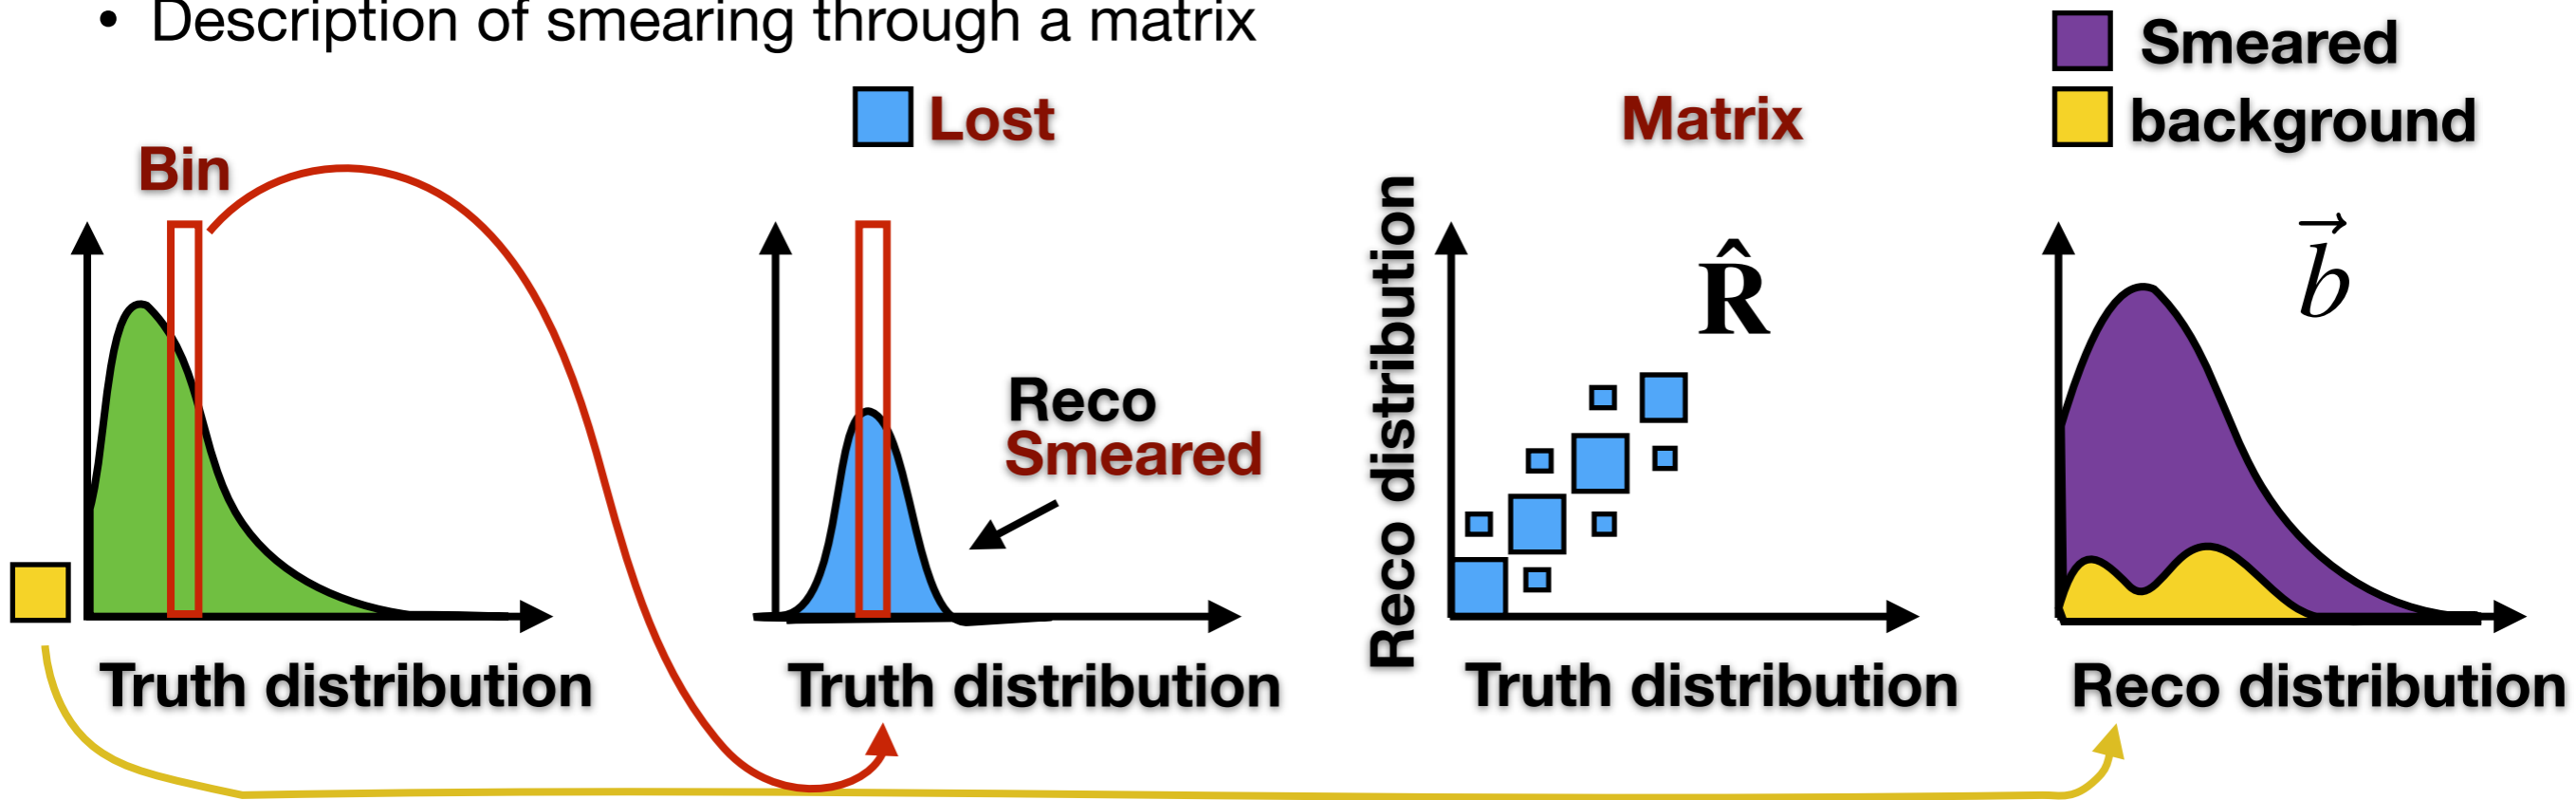 • Description of smearing through a matrix
Smeared
background
Lost
Matrix
Bin
Reco
Smeared
Reco distribution
R̂
b⃗
Truth distribution
Truth distribution
Truth distribution
Reco distribution